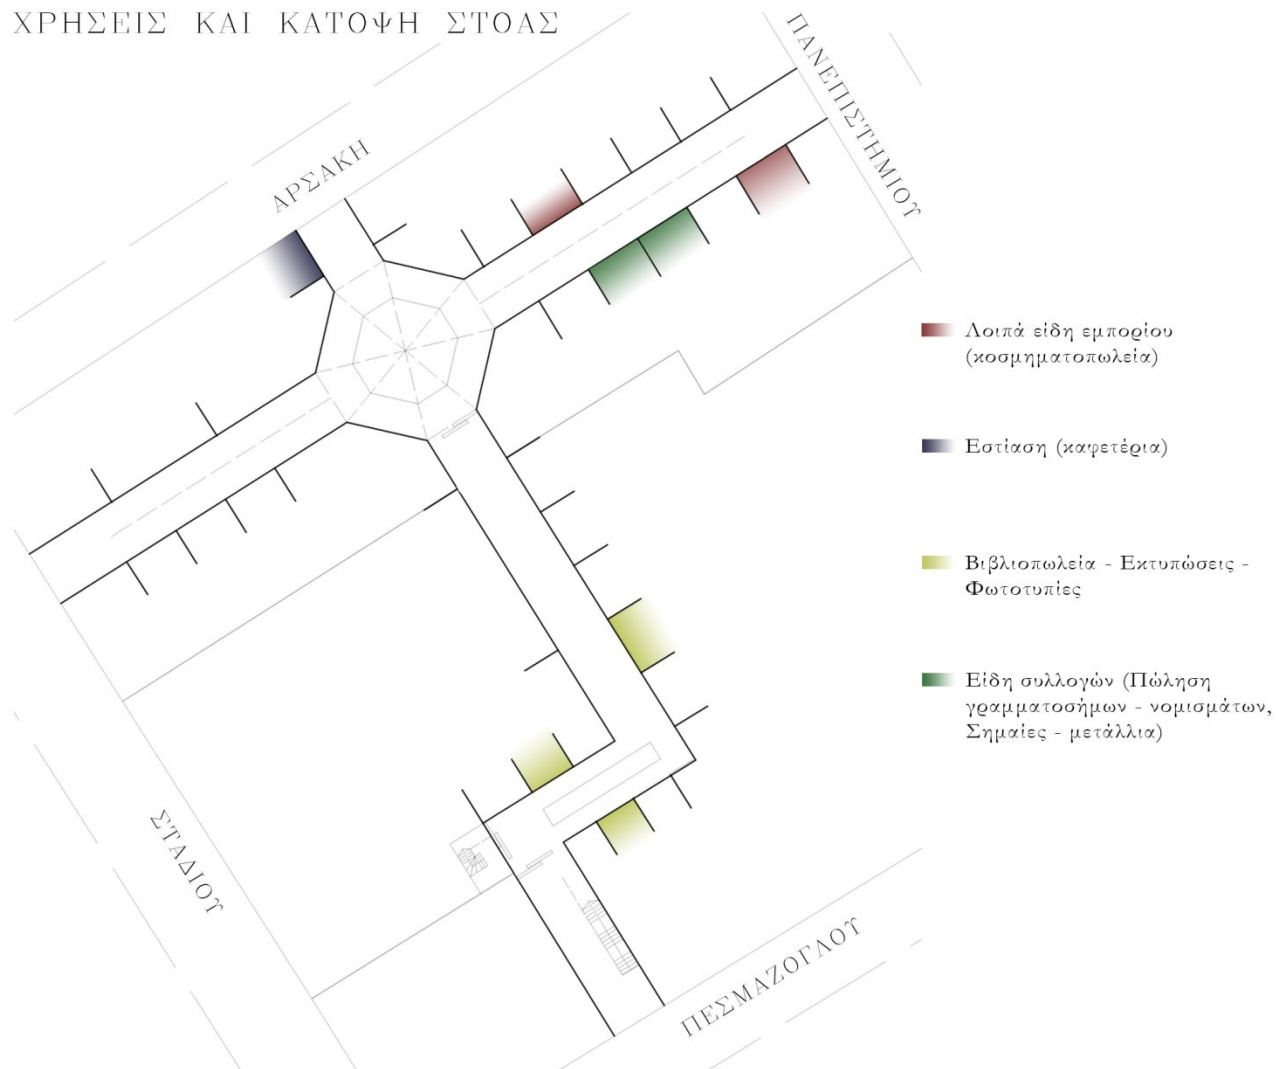 ΧΡΗΣΕΙΣ ΚΑΙ ΚΑΤΟΨΗ ΣΤΟΑΣ
ΠΑΝΕΠΙΣΤΗΜΙΟΥ
ΑΡΣΑΚΗ
Λοιπά είδη εμπορίου
(κοσμηματοπωλεία)
Εστίαση (καφετέρια)
Βιβλιοπωλεία - Εκτυπώσεις -
Φωτοτυπίες
Είδη συλλογών (Πώληση
γραμματοσήμων - νομισμάτων,
Σημαίες - μετάλλια)
ΣΤΑΔΙΟΥ
ΠΕΣΜΑΖΟΓΛΟΥ